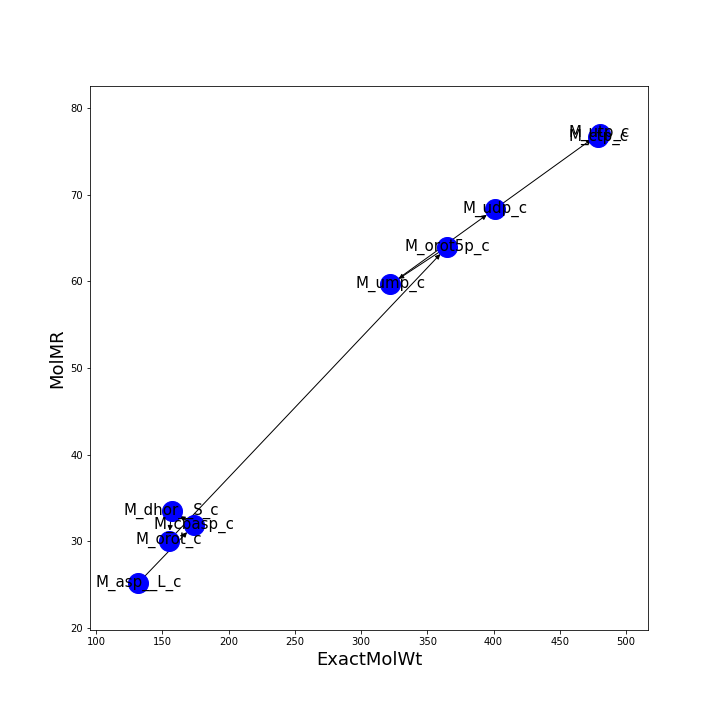 80
70
60
50
40
30
20
MolMR
M_ctp_c
M_udp_c
M_orot5p_c
M_ump_c
M_dhor__S_c
M_cbasp_c
M_orot_c
M_asp__L_c
100 150 200 250 300 350 400 450 500
ExactMolWt